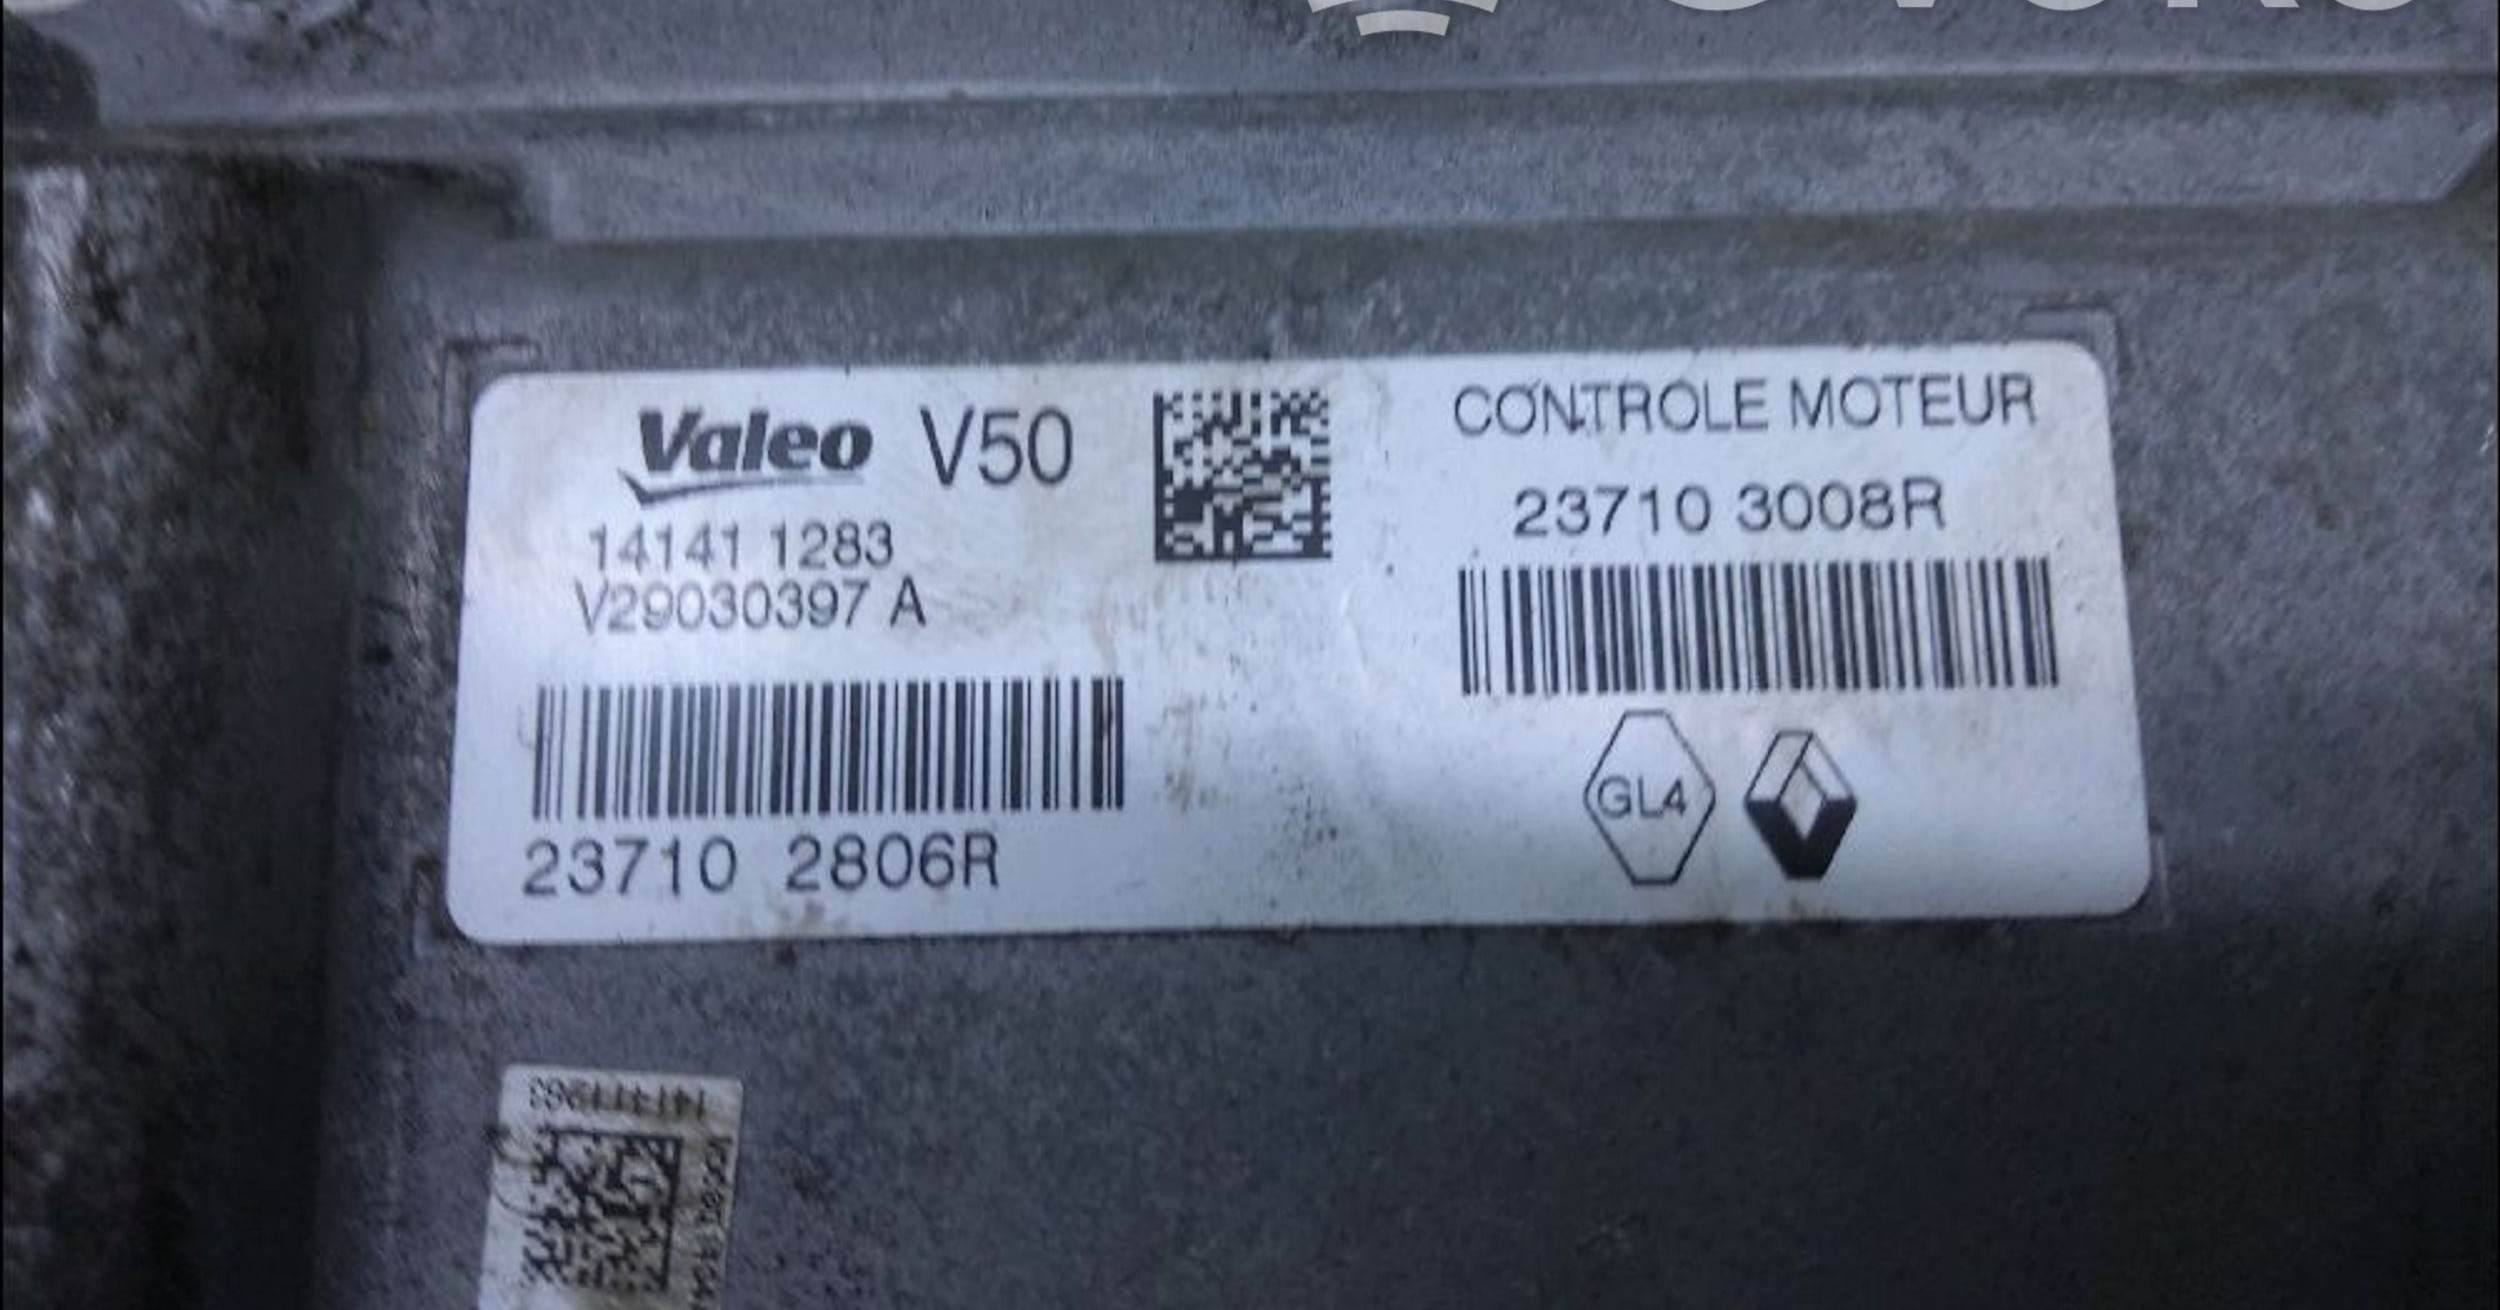 Valeo V50
14141 1283
V29030397 A
23710 2806R
CONTROLE MOTEUR
23710 3008R
GL4